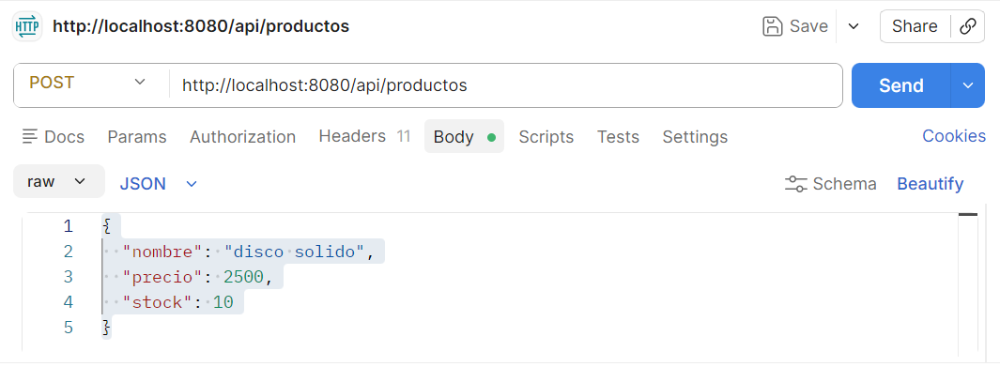 HTTP http://localhost:8080/api/productos Save Share
POST http://localhost:8080/api/productos Send
Docs Params Authorization Headers 11 Body Scripts Tests Settings Cookies
raw JSON Schema Beautify
1 {
2 "nombre": "disco solido",
3 "precio": 2500,
4 "stock": 10
5 }